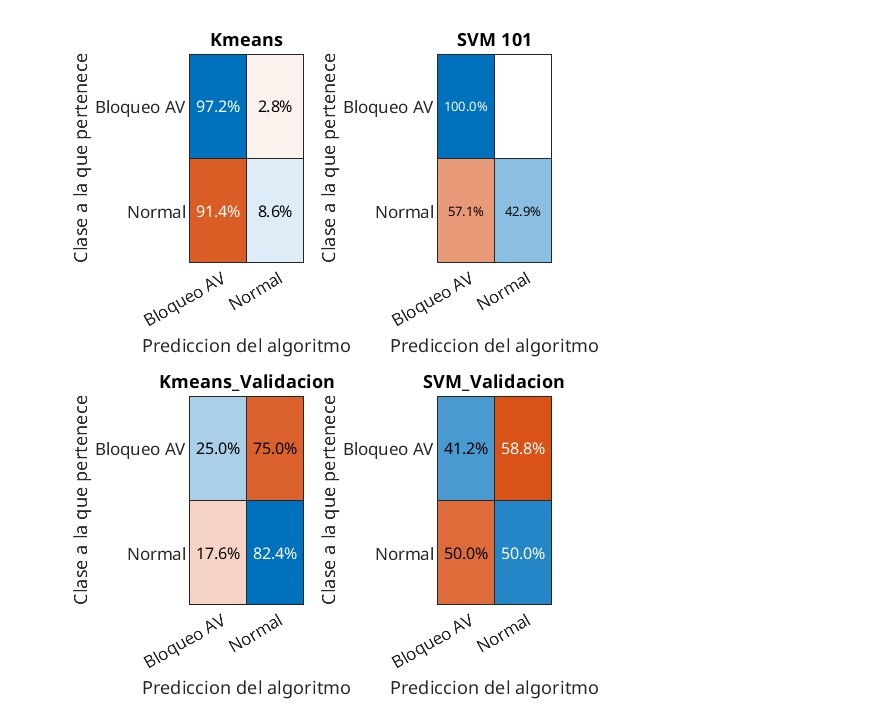 Kmeans
Clase a la que pertenece
Bloqueo AV
97.2%
2.8%
Normal
91.4%
8.6%
Bloqueo AV
Normal
Prediccion del algoritmo
SVM 101
Clase a la que pertenece
Bloqueo AV
100.0%
Normal
57.1%
42.9%
Bloqueo AV
Normal
Prediccion del algoritmo
Kmeans_Validacion
Clase a la que pertenece
Bloqueo AV
25.0%
75.0%
Normal
17.6%
82.4%
Bloqueo AV
Normal
Prediccion del algoritmo
SVM_Validacion
Clase a la que pertenece
Bloqueo AV
41.2%
58.8%
Normal
50.0%
50.0%
Bloqueo AV
Normal
Prediccion del algoritmo